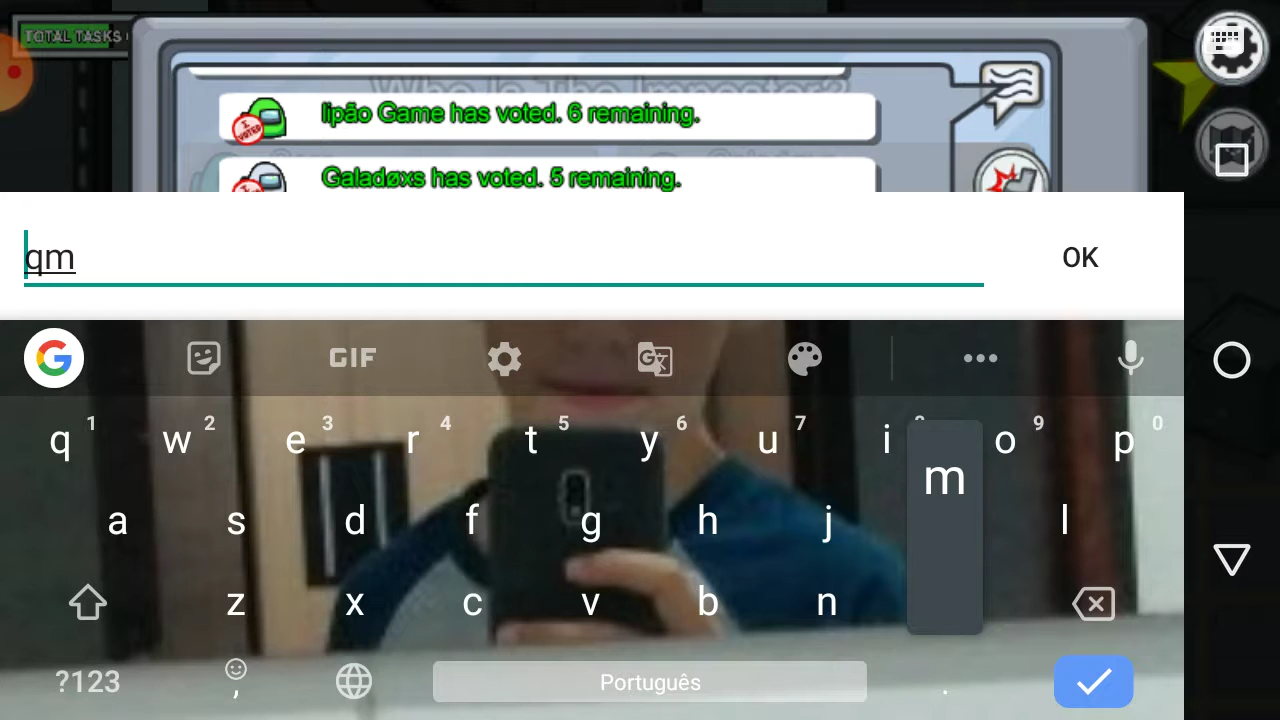 TOTAL TASKS
Who Is The Impostor?
lipão Game has voted. 6 remaining.
I VOTED
Galadøxs has voted. 5 remaining.
qm
OK
GIF
q 1 w 2 e 3 r 4 t 5 y 6 u 7 i o 9 p 0
m
a s d f g h j l
z x c v b n
?123 , Português .